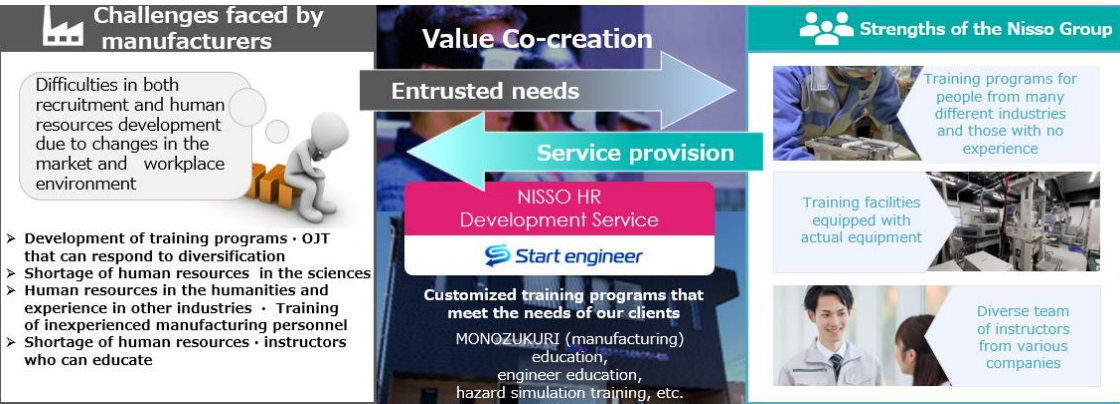 Challenges faced by
manufacturers
Difficulties in both
recruitment and human
resources development
due to changes in the
market and workplace
environment
➢ Development of training programs・OJT
that can respond to diversification
➢ Shortage of human resources in the sciences
➢ Human resources in the humanities and
experience in other industries ・ Training
of inexperienced manufacturing personnel
➢ Shortage of human resources・instructors
who can educate
Value Co-creation
Entrusted needs
Service provision
NISSO HR
Development Service
Start engineer
Customized training programs that
meet the needs of our clients
MONOZUKURI (manufacturing)
education,
engineer education,
hazard simulation training, etc.
Strengths of the Nisso Group
Training programs for
people from many
different industries
and those with no
experience
Training facilities
equipped with
actual equipment
Diverse team
of instructors
from various
companies